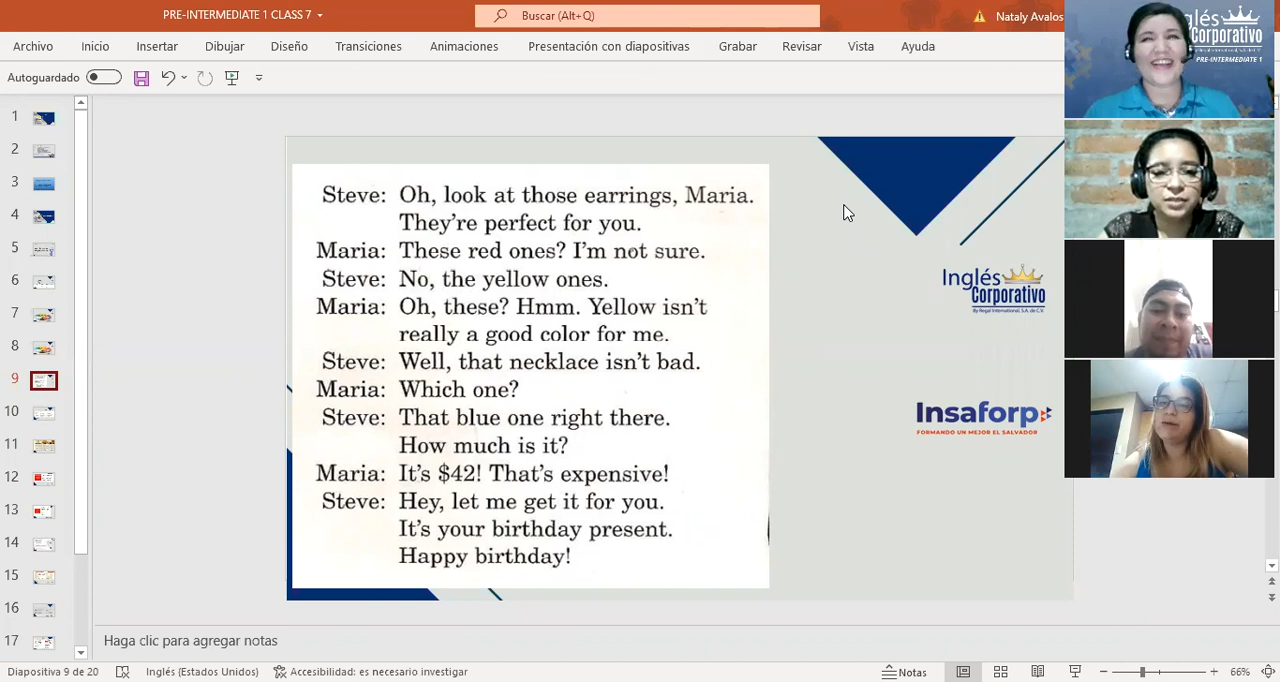 PRE-INTERMEDIATE 1 CLASS 7
Buscar (Alt+Q)
Nataly Avalos
Archivo Inicio Insertar Dibujar Diseño Transiciones Animaciones Presentación con diapositivas Grabar Revisar Vista Ayuda
Autoguardado
1
2
3
4
5
6
7
8
9
10
11
12
13
14
15
16
17
Steve: Oh, look at those earrings, Maria.
They're perfect for you.
Maria: These red ones? I'm not sure.
Steve: No, the yellow ones.
Maria: Oh, these? Hmm. Yellow isn't
really a good color for me.
Steve: Well, that necklace isn't bad.
Maria: Which one?
Steve: That blue one right there.
How much is it?
Maria: It's $42! That's expensive!
Steve: Hey, let me get it for you.
It's your birthday present.
Happy birthday!
Inglés
Corporativo
By Regal International, S.A. de C.V.
Insaforp
FORMANDO UN MEJOR EL SALVADOR
Corporativo
PRE-INTERMEDIATE 1
Haga clic para agregar notas
Diapositiva 9 de 20 Inglés (Estados Unidos) Accesibilidad: es necesario investigar Notas 66%